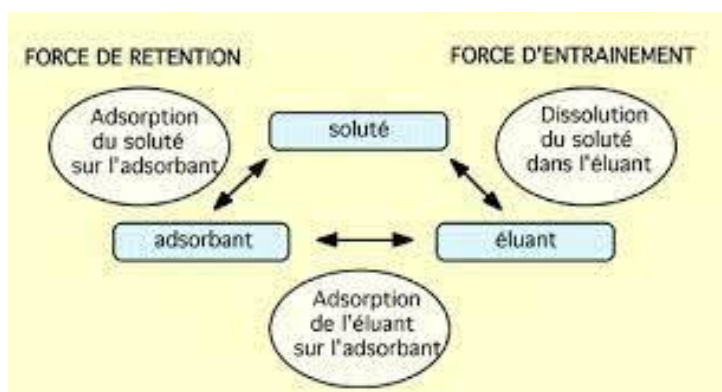 FORCE DE RETENTION
FORCE D'ENTRAINEMENT
Adsorption
du soluté
sur l'adsorbant
soluté
Dissolution
du soluté
dans l'éluant
adsorbant
éluant
Adsorption
de l'éluant
sur l'adsorbant